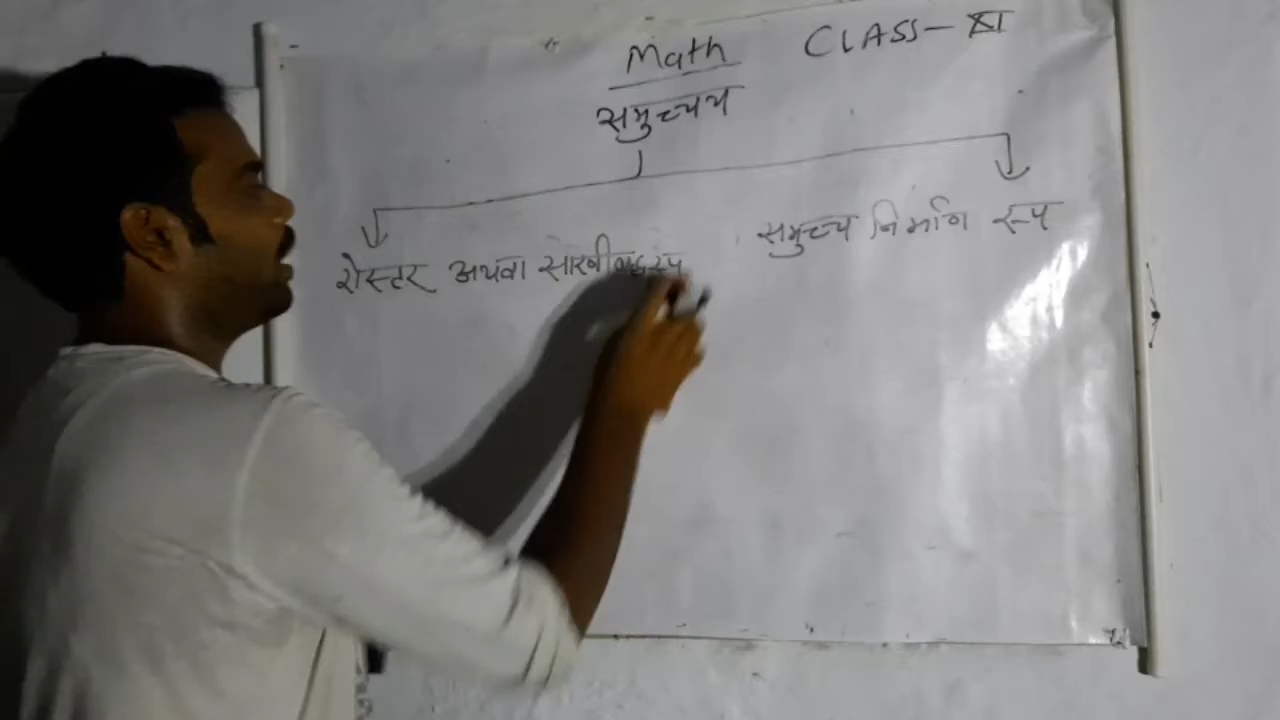 Math CLASS-XI
समुच्चय
रोस्टर अथवा सारणीबद्ध रूप
समुच्चय निर्माण रूप